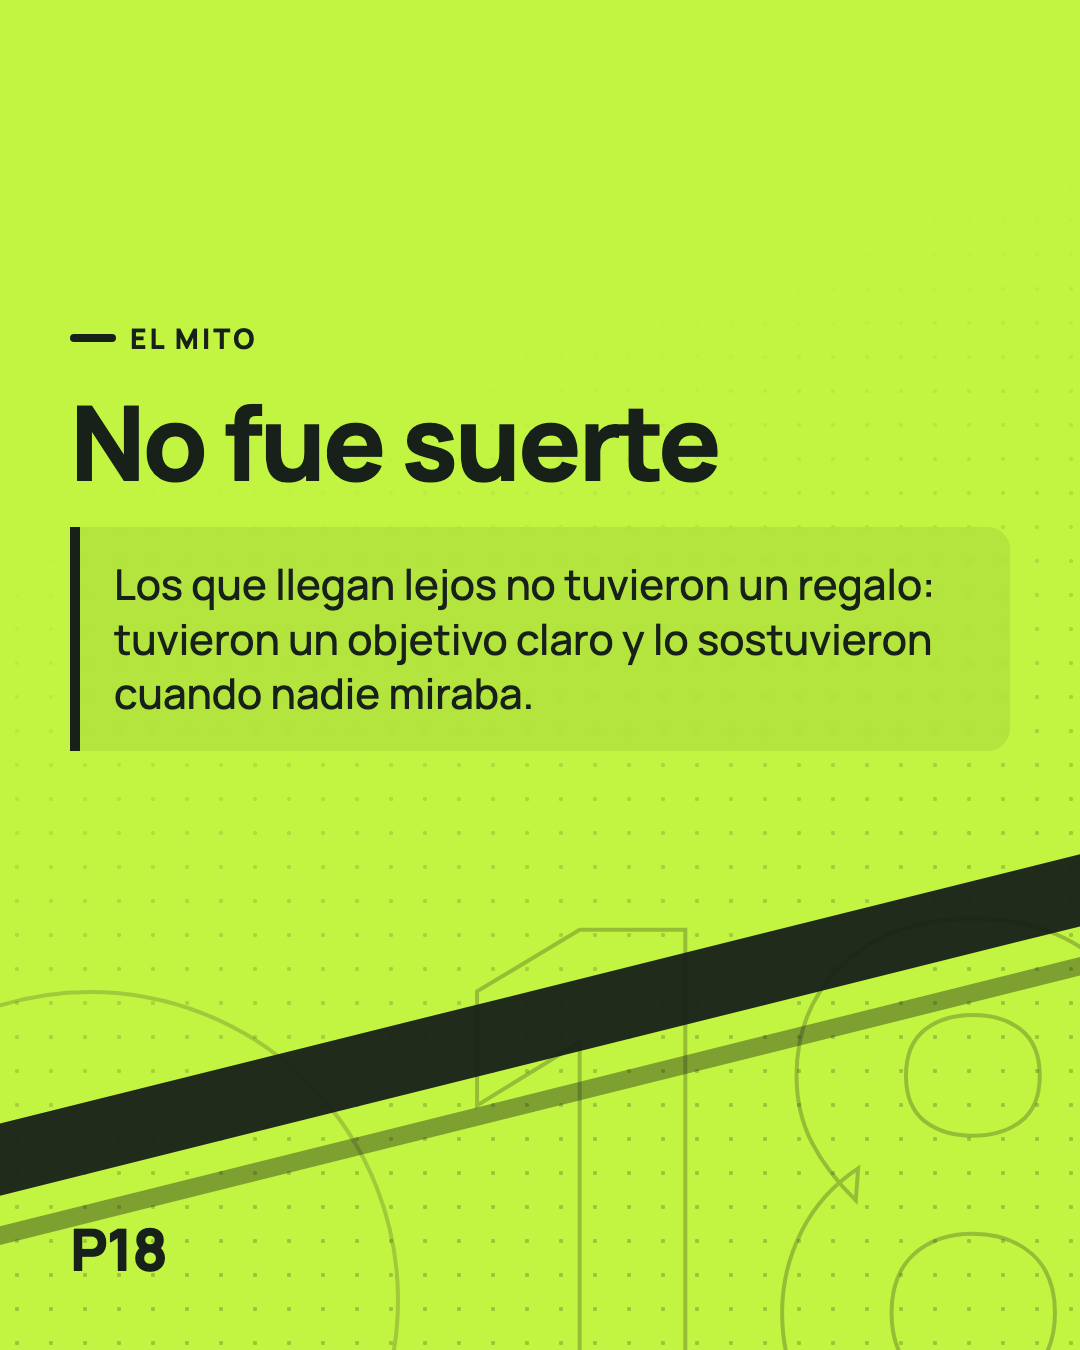 EL MITO
No fue suerte
Los que llegan lejos no tuvieron un regalo:
tuvieron un objetivo claro y lo sostuvieron
cuando nadie miraba.
18
P18